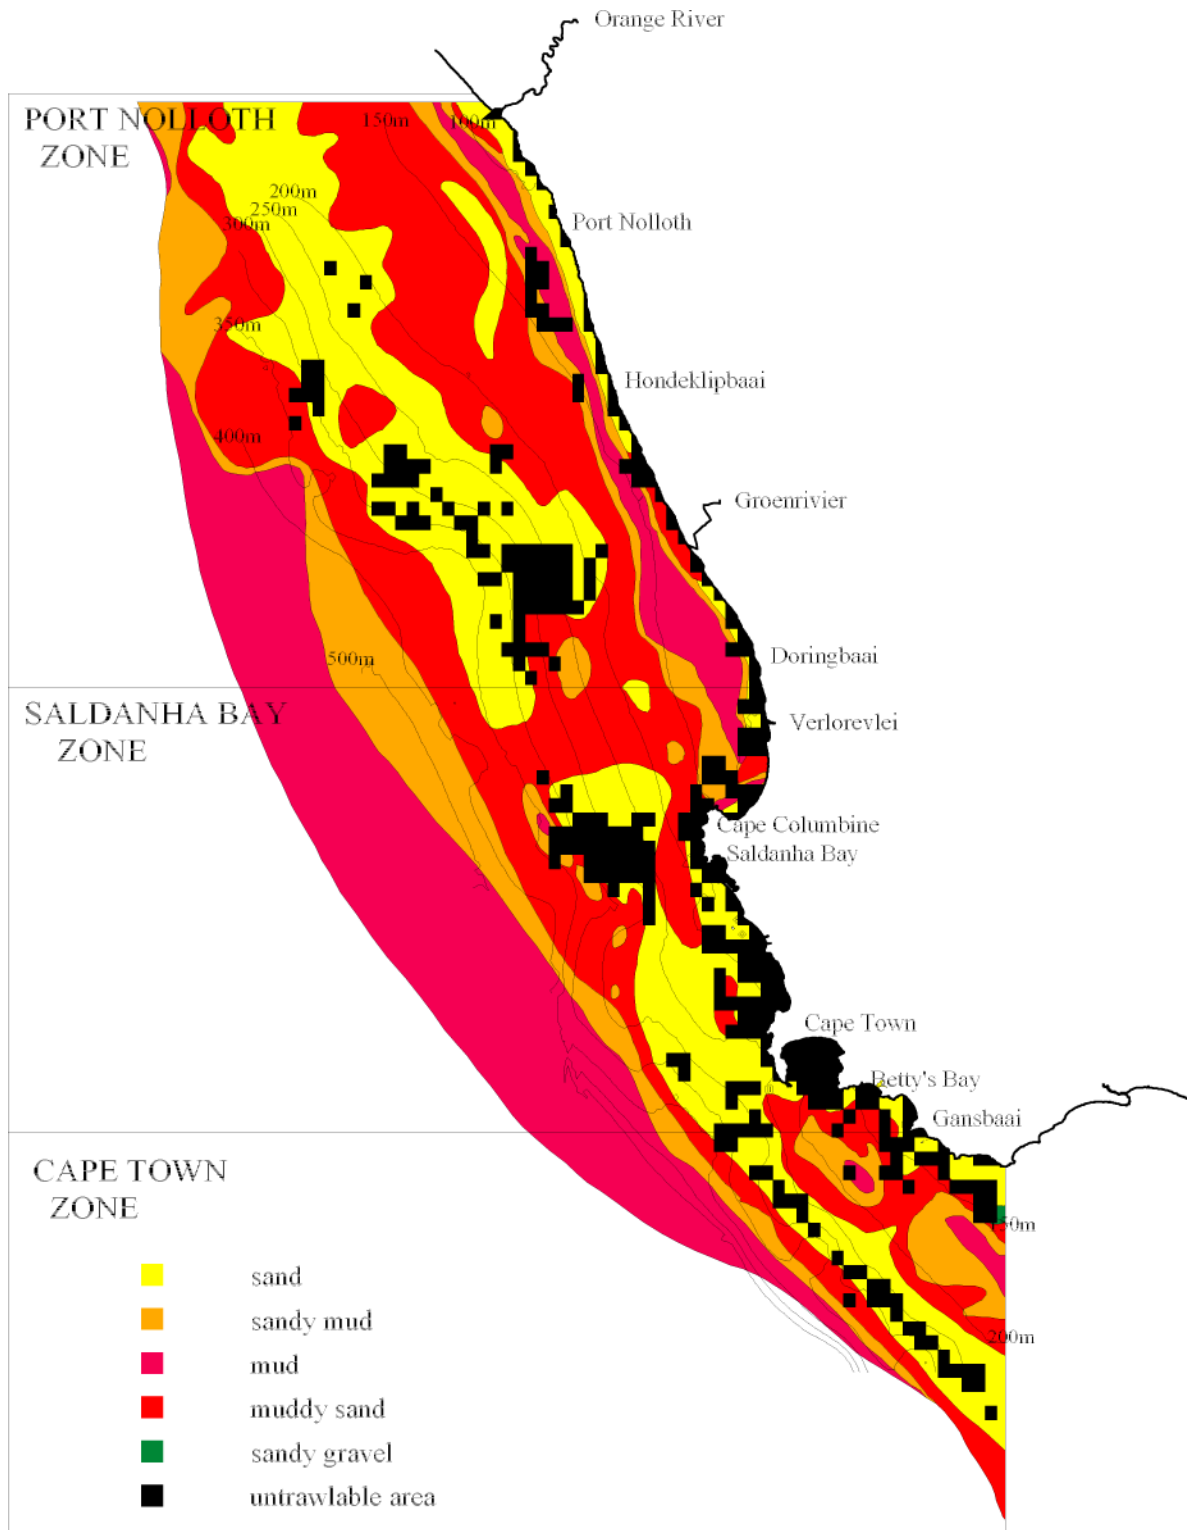 Orange River
PORT NOLLOTH
ZONE
150m
100m
200m
250m
300m
Port Nolloth
350m
Hondeklipbaai
400m
Groenrivier
500m
Doringbaai
SALDANHA BAY
ZONE
Verlorevlei
Cape Columbine
Saldanha Bay
Cape Town
Betty's Bay
Gansbaai
CAPE TOWN
ZONE
150m
200m
sand
sandy mud
mud
muddy sand
sandy gravel
untrawlable area